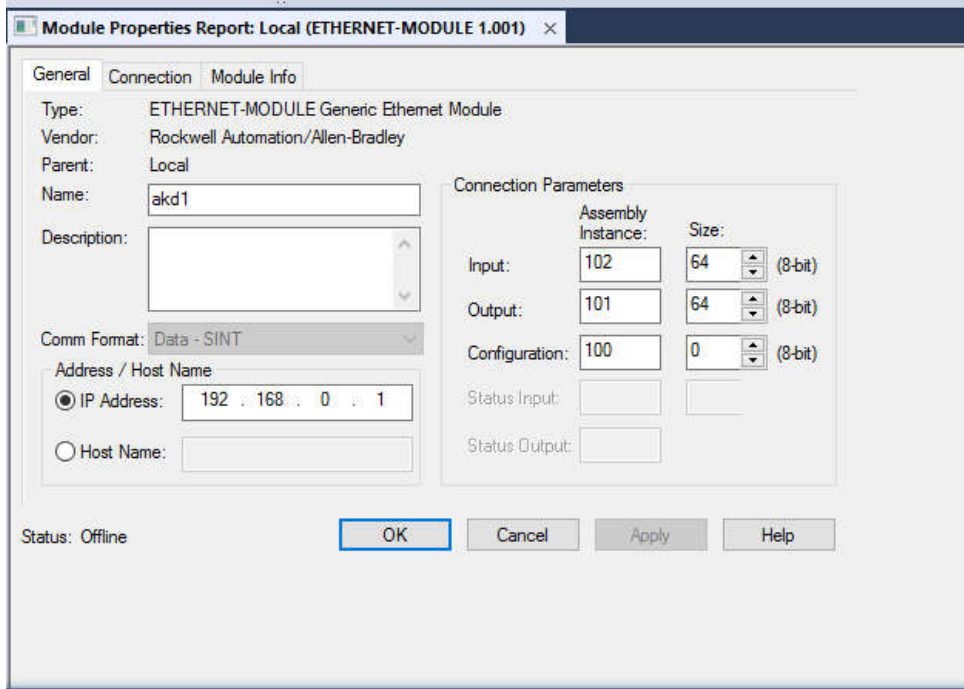 Module Properties Report: Local (ETHERNET-MODULE 1.001) ×
General Connection Module Info
Type: ETHERNET-MODULE Generic Ethernet Module
Vendor: Rockwell Automation/Allen-Bradley
Parent: Local
Name: akd1
Description:
Comm Format: Data - SINT
Address / Host Name
IP Address: 192 . 168 . 0 . 1
Host Name:
Connection Parameters
Assembly Instance: Size:
Input: 102 64 (8-bit)
Output: 101 64 (8-bit)
Configuration: 100 0 (8-bit)
Status Input:
Status Output:
Status: Offline
OK Cancel Apply Help